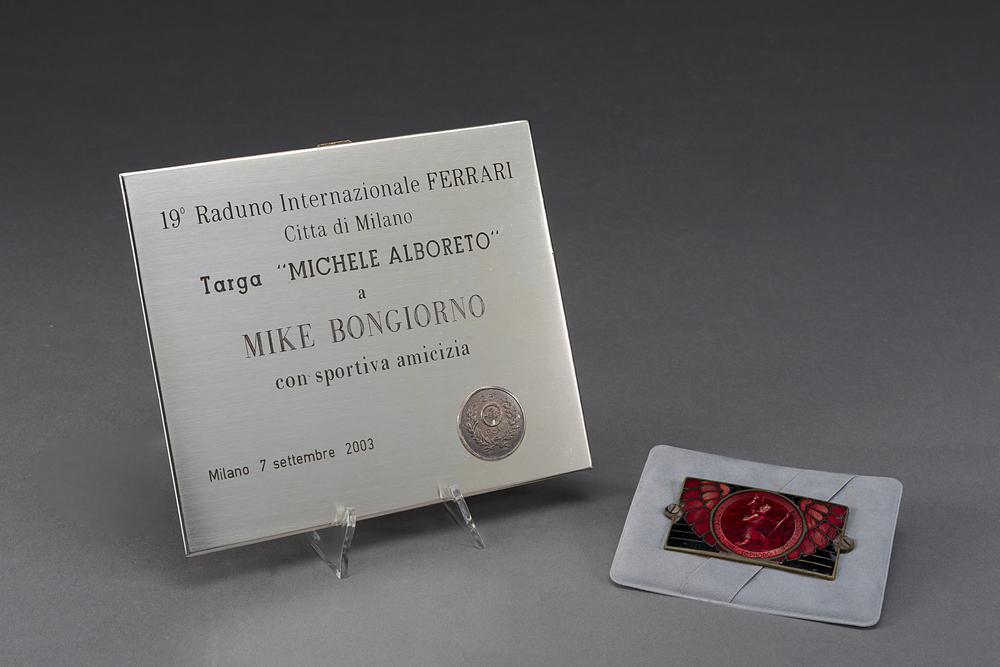 19° Raduno Internazionale FERRARI
Citta di Milano
Targa "MICHELE ALBORETO"
a
MIKE BONGIORNO
con sportiva amicizia
Milano 7 settembre 2003